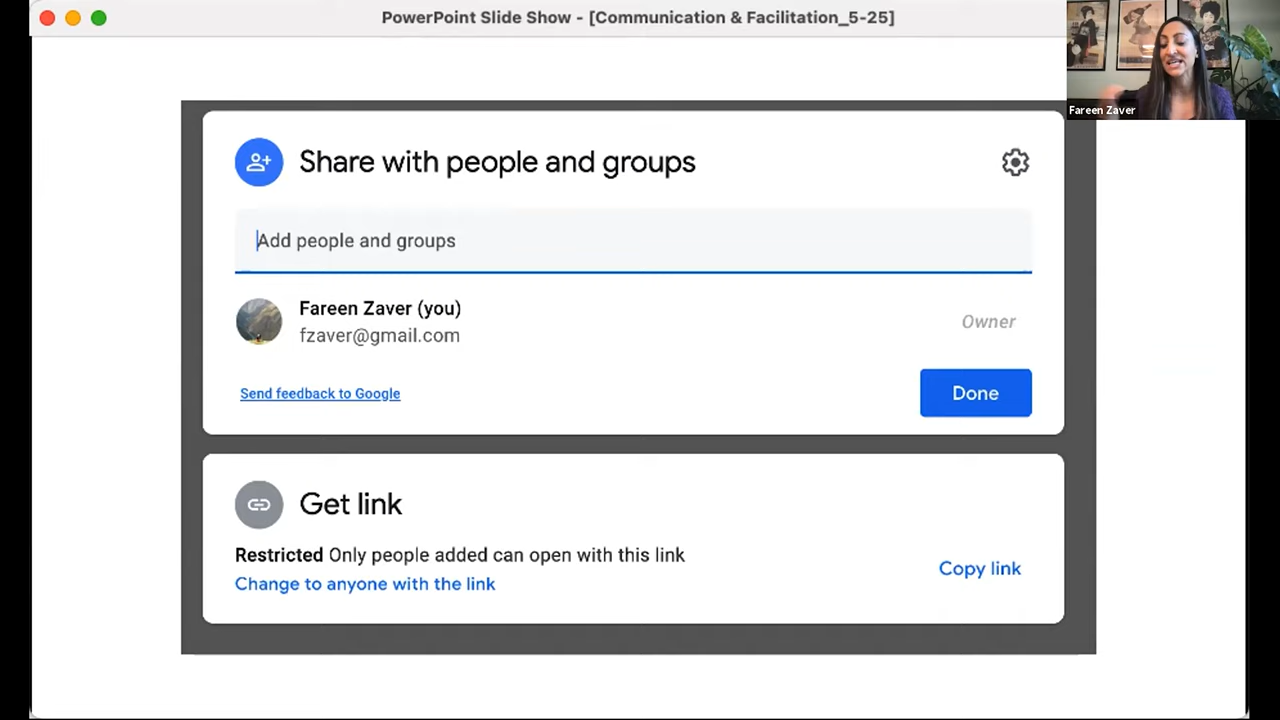 PowerPoint Slide Show - [Communication & Facilitation_5-25]
Fareen Zaver
Share with people and groups
Add people and groups
Fareen Zaver (you)
Owner
fzaver@gmail.com
Send feedback to Google
Done
Get link
Restricted Only people added can open with this link
Copy link
Change to anyone with the link